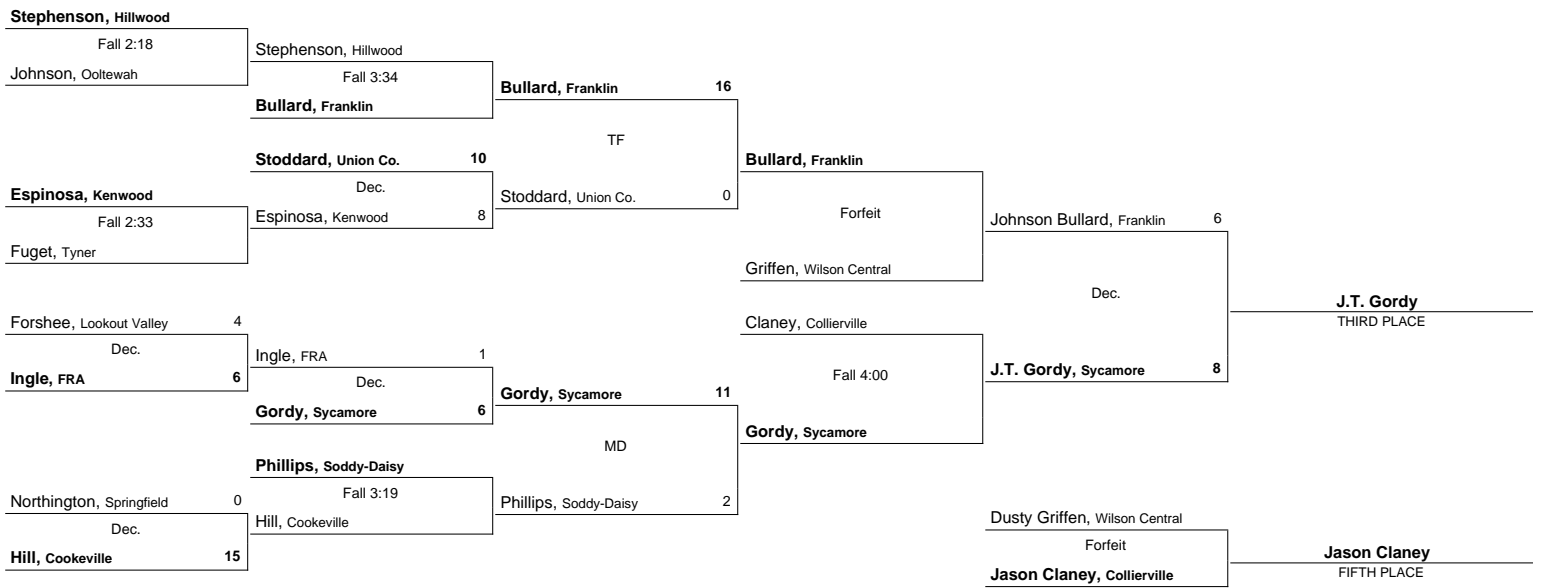 Stephenson, Hillwood
Fall 2:18
Johnson, Ooltewah
Espinosa, Kenwood
Fall 2:33
Fuget, Tyner
Forshee, Lookout Valley 4
Dec.
Ingle, FRA 6
Northington, Springfield 0
Dec.
Hill, Cookeville 15
Stephenson, Hillwood
Fall 3:34
Bullard, Franklin
Stoddard, Union Co. 10
Dec.
Espinosa, Kenwood 8
Ingle, FRA 1
Dec.
Gordy, Sycamore 6
Phillips, Soddy-Daisy
Fall 3:19
Hill, Cookeville
Bullard, Franklin 16
TF
Stoddard, Union Co. 0
Gordy, Sycamore 11
MD
Phillips, Soddy-Daisy 2
Bullard, Franklin
Forfeit
Griffen, Wilson Central
Claney, Collierville
Fall 4:00
Gordy, Sycamore
Johnson Bullard, Franklin 6
Dec.
J.T. Gordy, Sycamore 8
J.T. Gordy
THIRD PLACE
Dusty Griffen, Wilson Central
Forfeit
Jason Claney, Collierville
Jason Claney
FIFTH PLACE